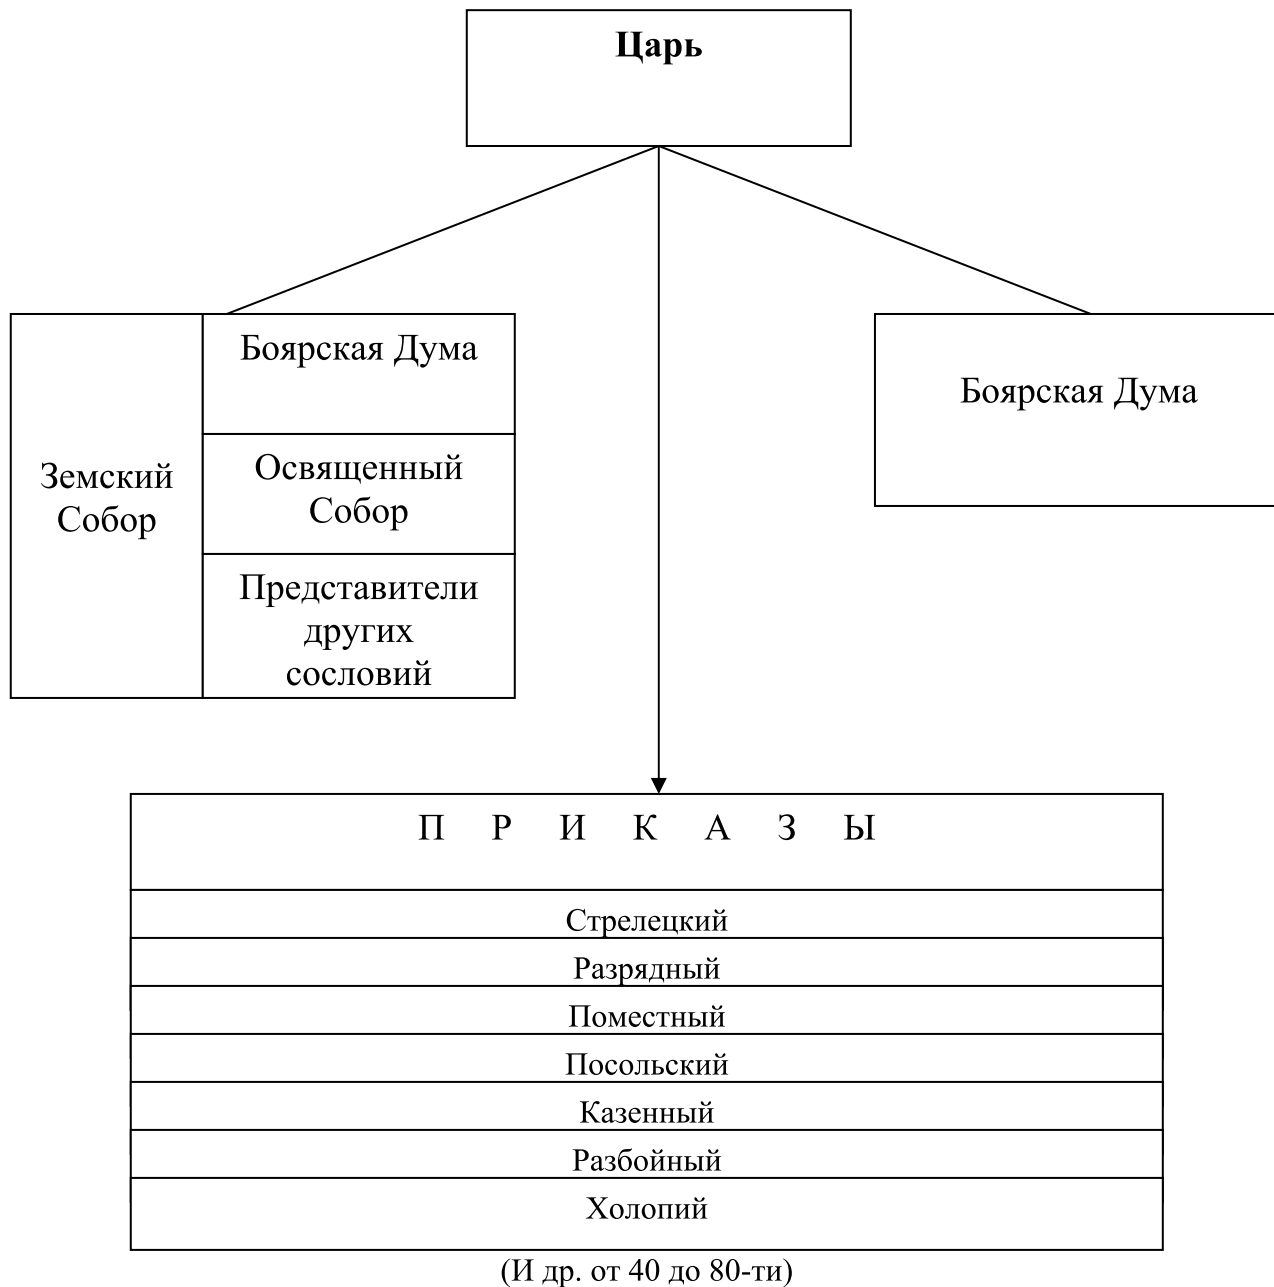 Царь
Боярская Дума
Земский
Собор
Освященный
Собор
Представители
других
сословий
Боярская Дума
П Р И К А З Ы
Стрелецкий
Разрядный
Поместный
Посольский
Казенный
Разбойный
Холопий
(И др. от 40 до 80-ти)